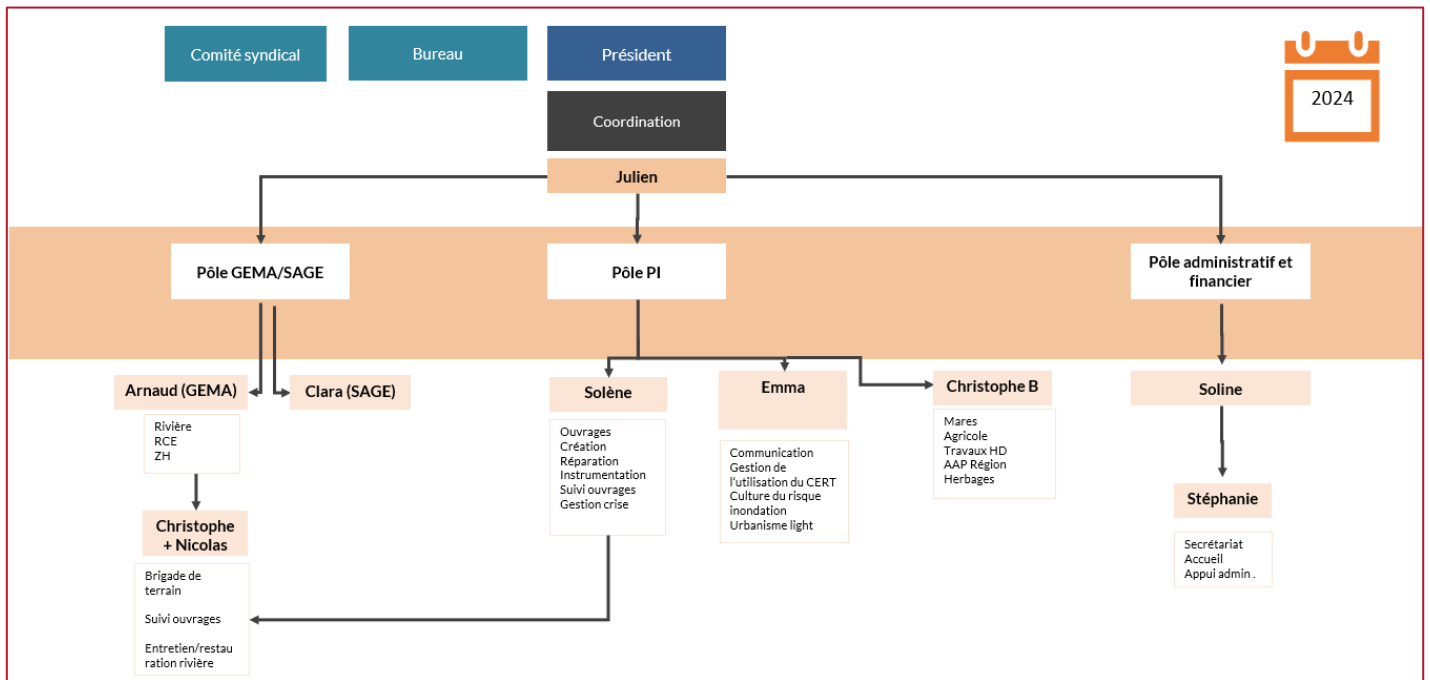 Comité syndical
Bureau
Président
2024
Coordination
Julien
Pôle GEMA/SAGE
Pôle PI
Pôle administratif et
financier
Arnaud (GEMA)
Rivière
RCE
ZH
Clara (SAGE)
Christophe
+ Nicolas
Brigade de
terrain
Suivi ouvrages
Entretien/restau
ration rivière
Solène
Ouvrages
Création
Réparation
Instrumentation
Suivi ouvrages
Gestion crise
Emma
Communication
Gestion de
l'utilisation du CERT
Culture du risque
inondation
Urbanisme light
Christophe B
Mares
Agricole
Travaux HD
AAP Région
Herbages
Soline
Stéphanie
Secrétariat
Accueil
Appui admin .